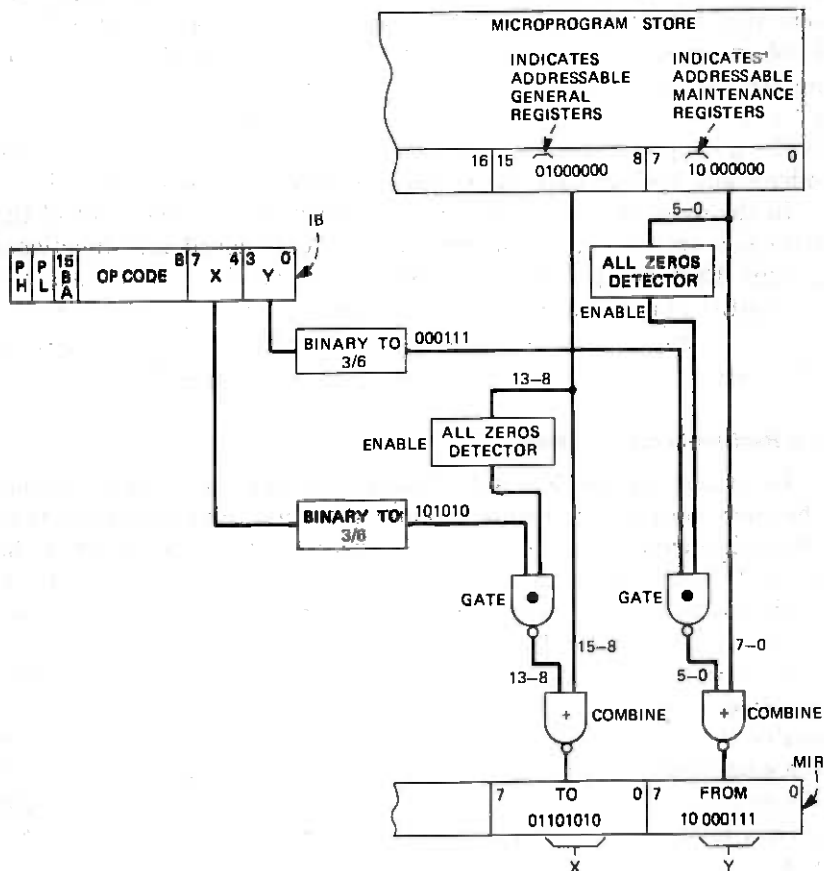 MICROPROGRAM STORE
INDICATES ADDRESSABLE GENERAL REGISTERS
INDICATES ADDRESSABLE MAINTENANCE REGISTERS
16 15 01000000 8 7 10 000000 0
5–0
IB
PH PL 15 BA OP CODE 8 7 X 4 3 Y 0
ALL ZEROS DETECTOR
ENABLE
BINARY TO 3/6
000111
13–8
ENABLE
ALL ZEROS DETECTOR
BINARY TO 3/6
101010
GATE
GATE
15–8
7–0
13–8
5–0
+ COMBINE
+ COMBINE
MIR
7 TO 0 7 FROM 0
01101010 10 000111
X Y